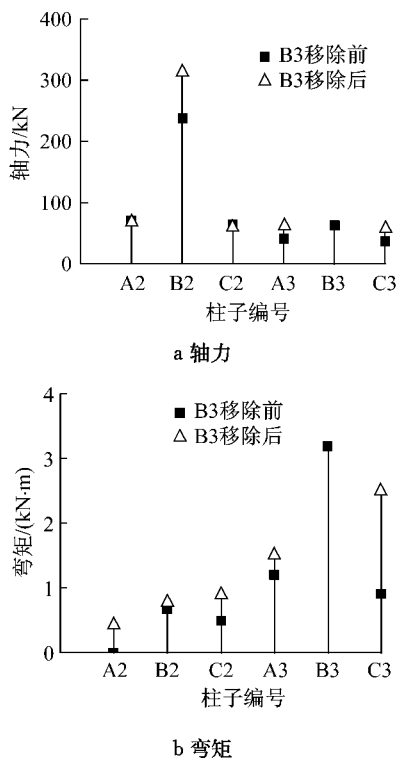 400
300
200
100
0
轴力/kN
■ B3移除前
△ B3移除后
A2 B2 C2 A3 B3 C3
柱子编号
a 轴力
4
3
2
1
0
弯矩/(kN·m)
■ B3移除前
△ B3移除后
A2 B2 C2 A3 B3 C3
柱子编号
b 弯矩